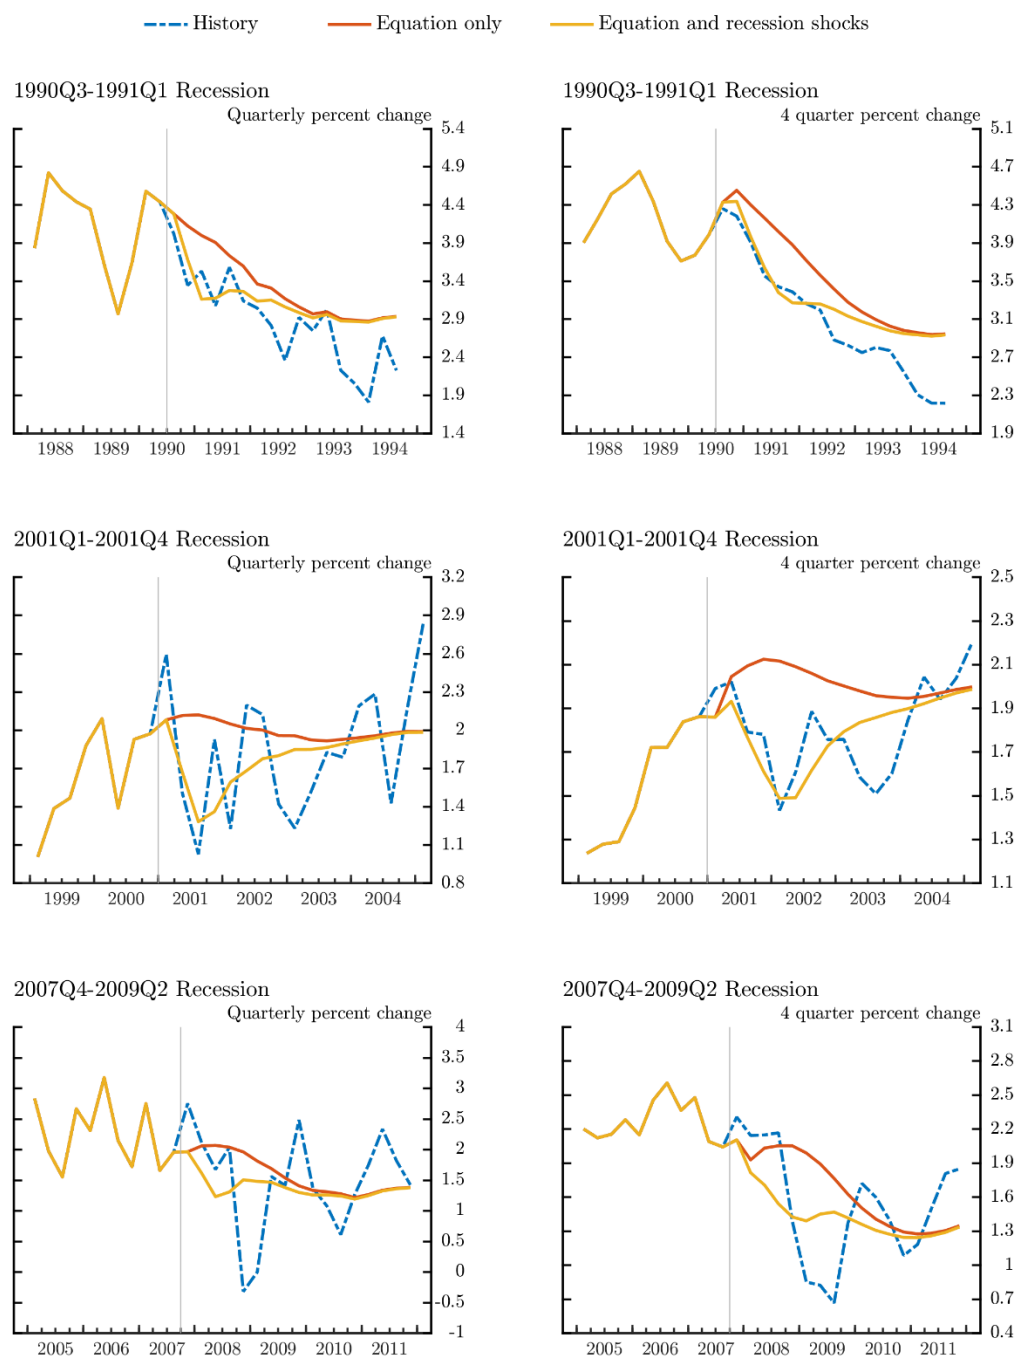 History Equation only Equation and recession shocks
1990Q3-1991Q1 Recession
Quarterly percent change
5.4
4.9
4.4
3.9
3.4
2.9
2.4
1.9
1.4
1988 1989 1990 1991 1992 1993 1994
1990Q3-1991Q1 Recession
4 quarter percent change
5.1
4.7
4.3
3.9
3.5
3.1
2.7
2.3
1.9
1988 1989 1990 1991 1992 1993 1994
2001Q1-2001Q4 Recession
Quarterly percent change
3.2
2.9
2.6
2.3
2
1.7
1.4
1.1
0.8
1999 2000 2001 2002 2003 2004
2001Q1-2001Q4 Recession
4 quarter percent change
2.5
2.3
2.1
1.9
1.7
1.5
1.3
1.1
1999 2000 2001 2002 2003 2004
2007Q4-2009Q2 Recession
Quarterly percent change
4
3.5
3
2.5
2
1.5
1
0.5
0
-0.5
-1
2005 2006 2007 2008 2009 2010 2011
2007Q4-2009Q2 Recession
4 quarter percent change
3.1
2.8
2.5
2.2
1.9
1.6
1.3
1
0.7
0.4
2005 2006 2007 2008 2009 2010 2011